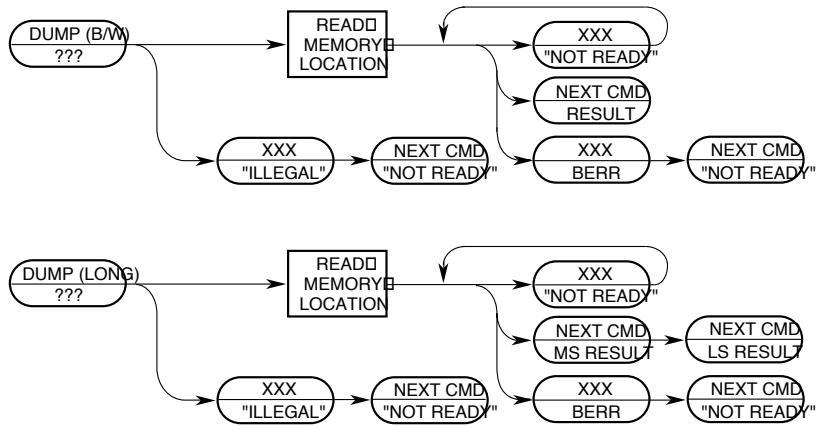 DUMP (B/W)
???
READ
MEMORY
LOCATION
XXX
"NOT READY"
NEXT CMD
RESULT
XXX
"ILLEGAL"
NEXT CMD
"NOT READY"
XXX
BERR
NEXT CMD
"NOT READY"
DUMP (LONG)
???
READ
MEMORY
LOCATION
XXX
"NOT READY"
NEXT CMD
MS RESULT
NEXT CMD
LS RESULT
XXX
"ILLEGAL"
NEXT CMD
"NOT READY"
XXX
BERR
NEXT CMD
"NOT READY"